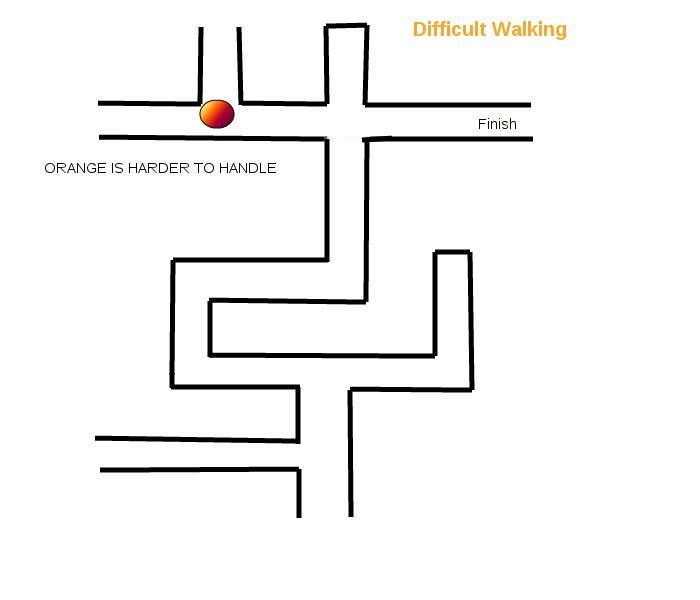 Difficult Walking
Finish
ORANGE IS HARDER TO HANDLE